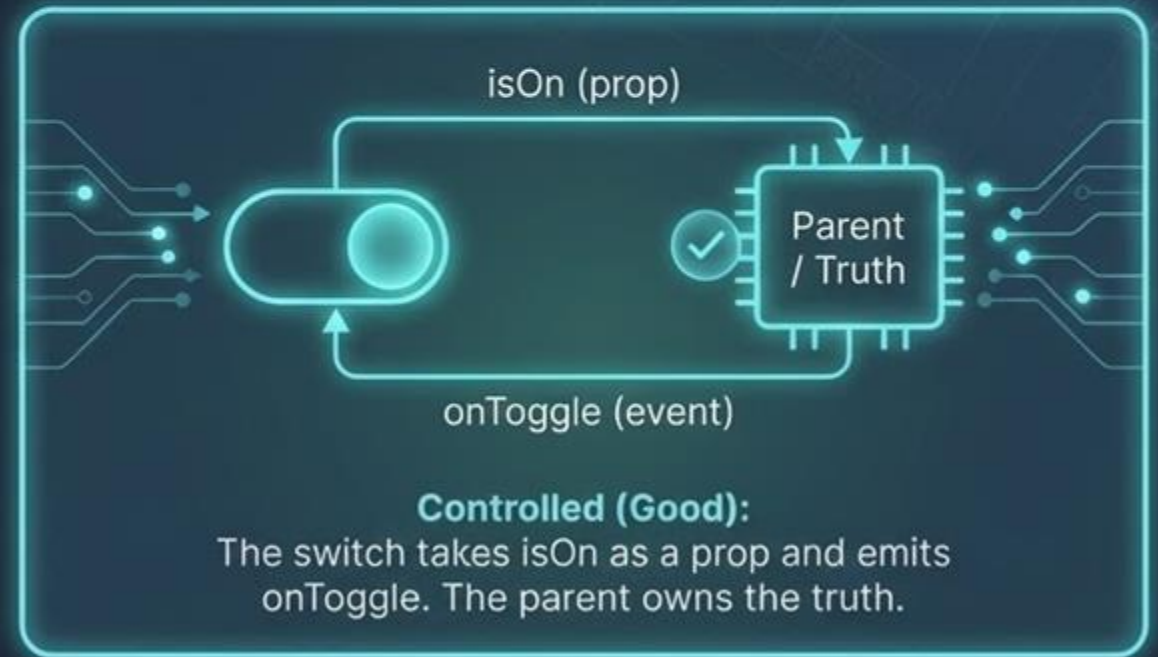 isOn (prop)
Parent
/ Truth
onToggle (event)
Controlled (Good):
The switch takes isOn as a prop and emits
onToggle. The parent owns the truth.